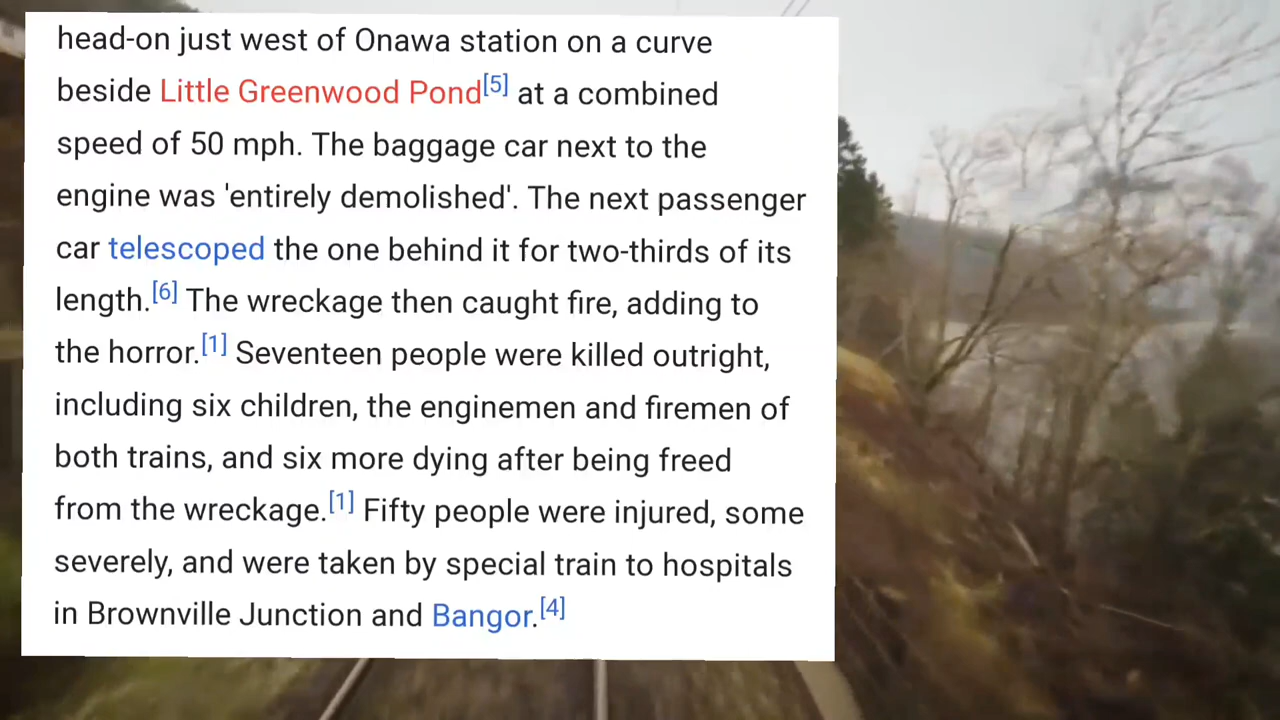 head-on just west of Onawa station on a curve
beside Little Greenwood Pond[5] at a combined
speed of 50 mph. The baggage car next to the
engine was 'entirely demolished'. The next passenger
car telescoped the one behind it for two-thirds of its
length.[6] The wreckage then caught fire, adding to
the horror.[1] Seventeen people were killed outright,
including six children, the enginemen and firemen of
both trains, and six more dying after being freed
from the wreckage.[1] Fifty people were injured, some
severely, and were taken by special train to hospitals
in Brownville Junction and Bangor.[4]